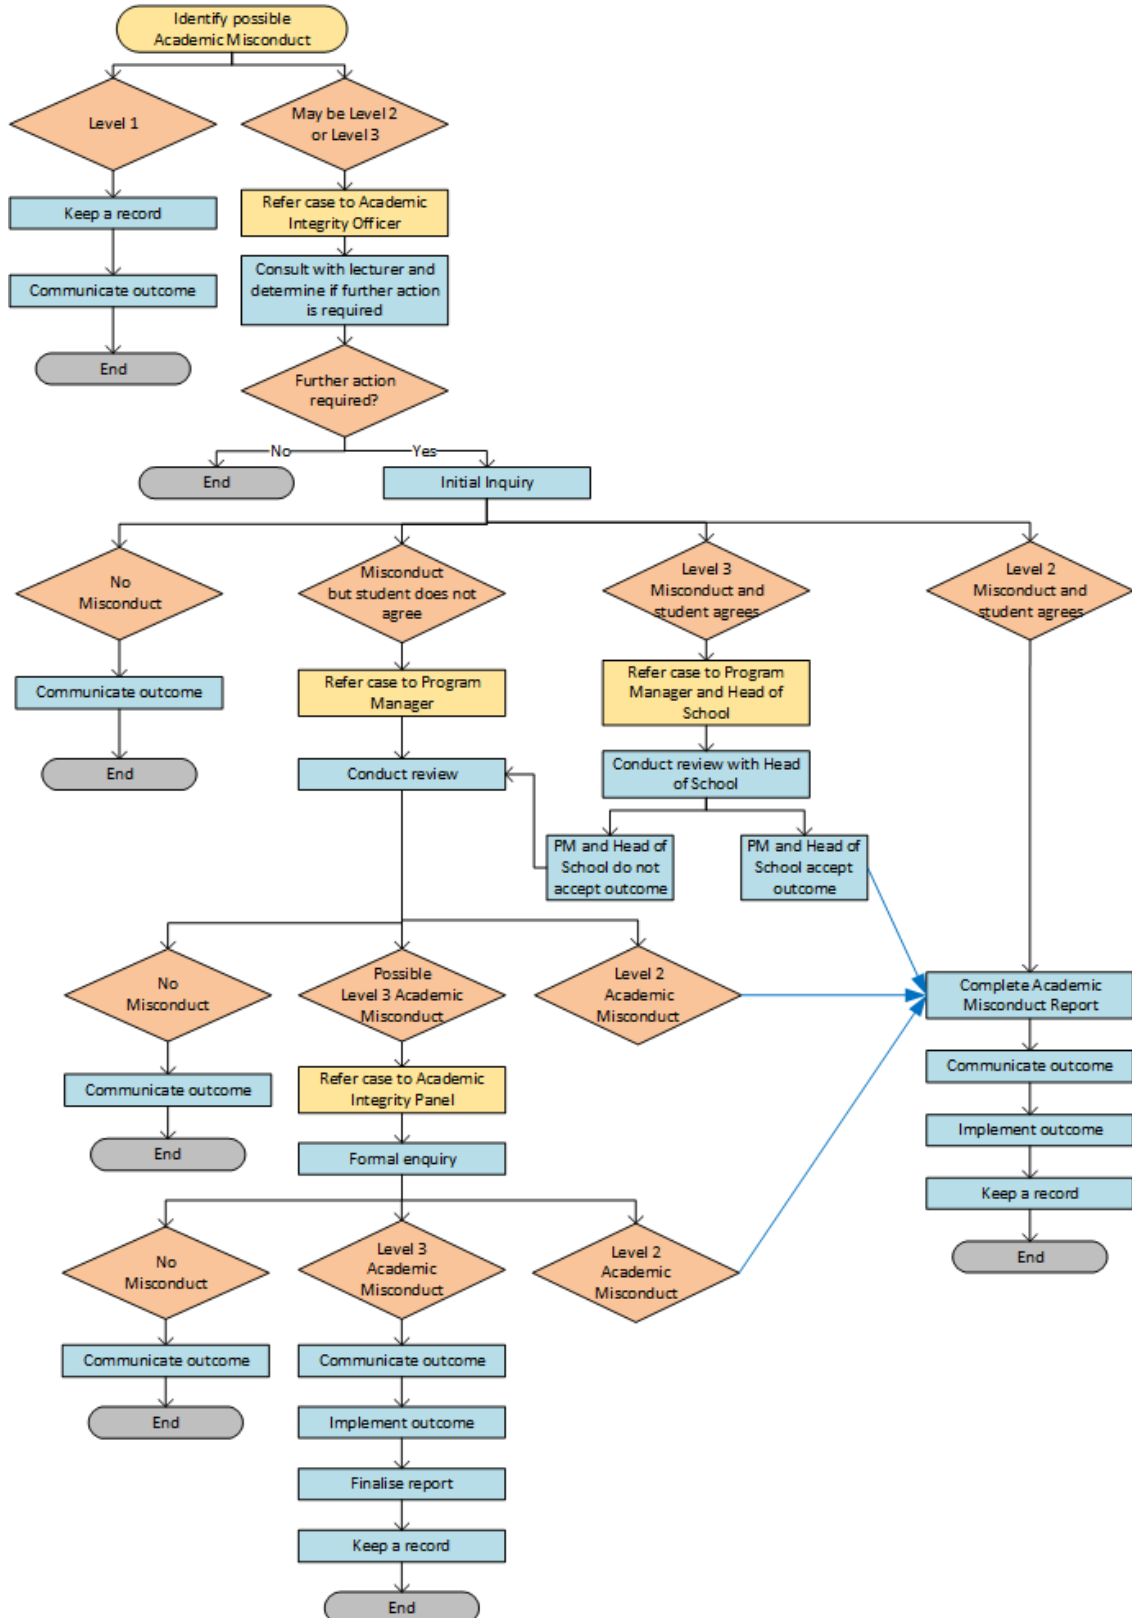 Identify possible
Academic Misconduct
Level 1
May be Level 2
or Level 3
Keep a record
Refer case to Academic
Integrity Officer
Communicate outcome
Consult with lecturer and
determine if further action
is required
End
Further action
required?
No
Yes
End
Initial Inquiry
No
Misconduct
Misconduct
but student does not
agree
Level 3
Misconduct and
student agrees
Level 2
Misconduct and
student agrees
Communicate outcome
Refer case to Program
Manager
Refer case to Program
Manager and Head of
School
End
Conduct review
Conduct review with Head
of School
PM and Head of
School do not
accept outcome
PM and Head of
School accept
outcome
No
Misconduct
Possible
Level 3 Academic
Misconduct
Level 2
Academic
Misconduct
Complete Academic
Misconduct Report
Communicate outcome
Refer case to Academic
Integrity Panel
Communicate outcome
End
Formal enquiry
Implement outcome
Keep a record
No
Misconduct
Level 3
Academic
Misconduct
Level 2
Academic
Misconduct
End
Communicate outcome
Communicate outcome
End
Implement outcome
Finalise report
Keep a record
End